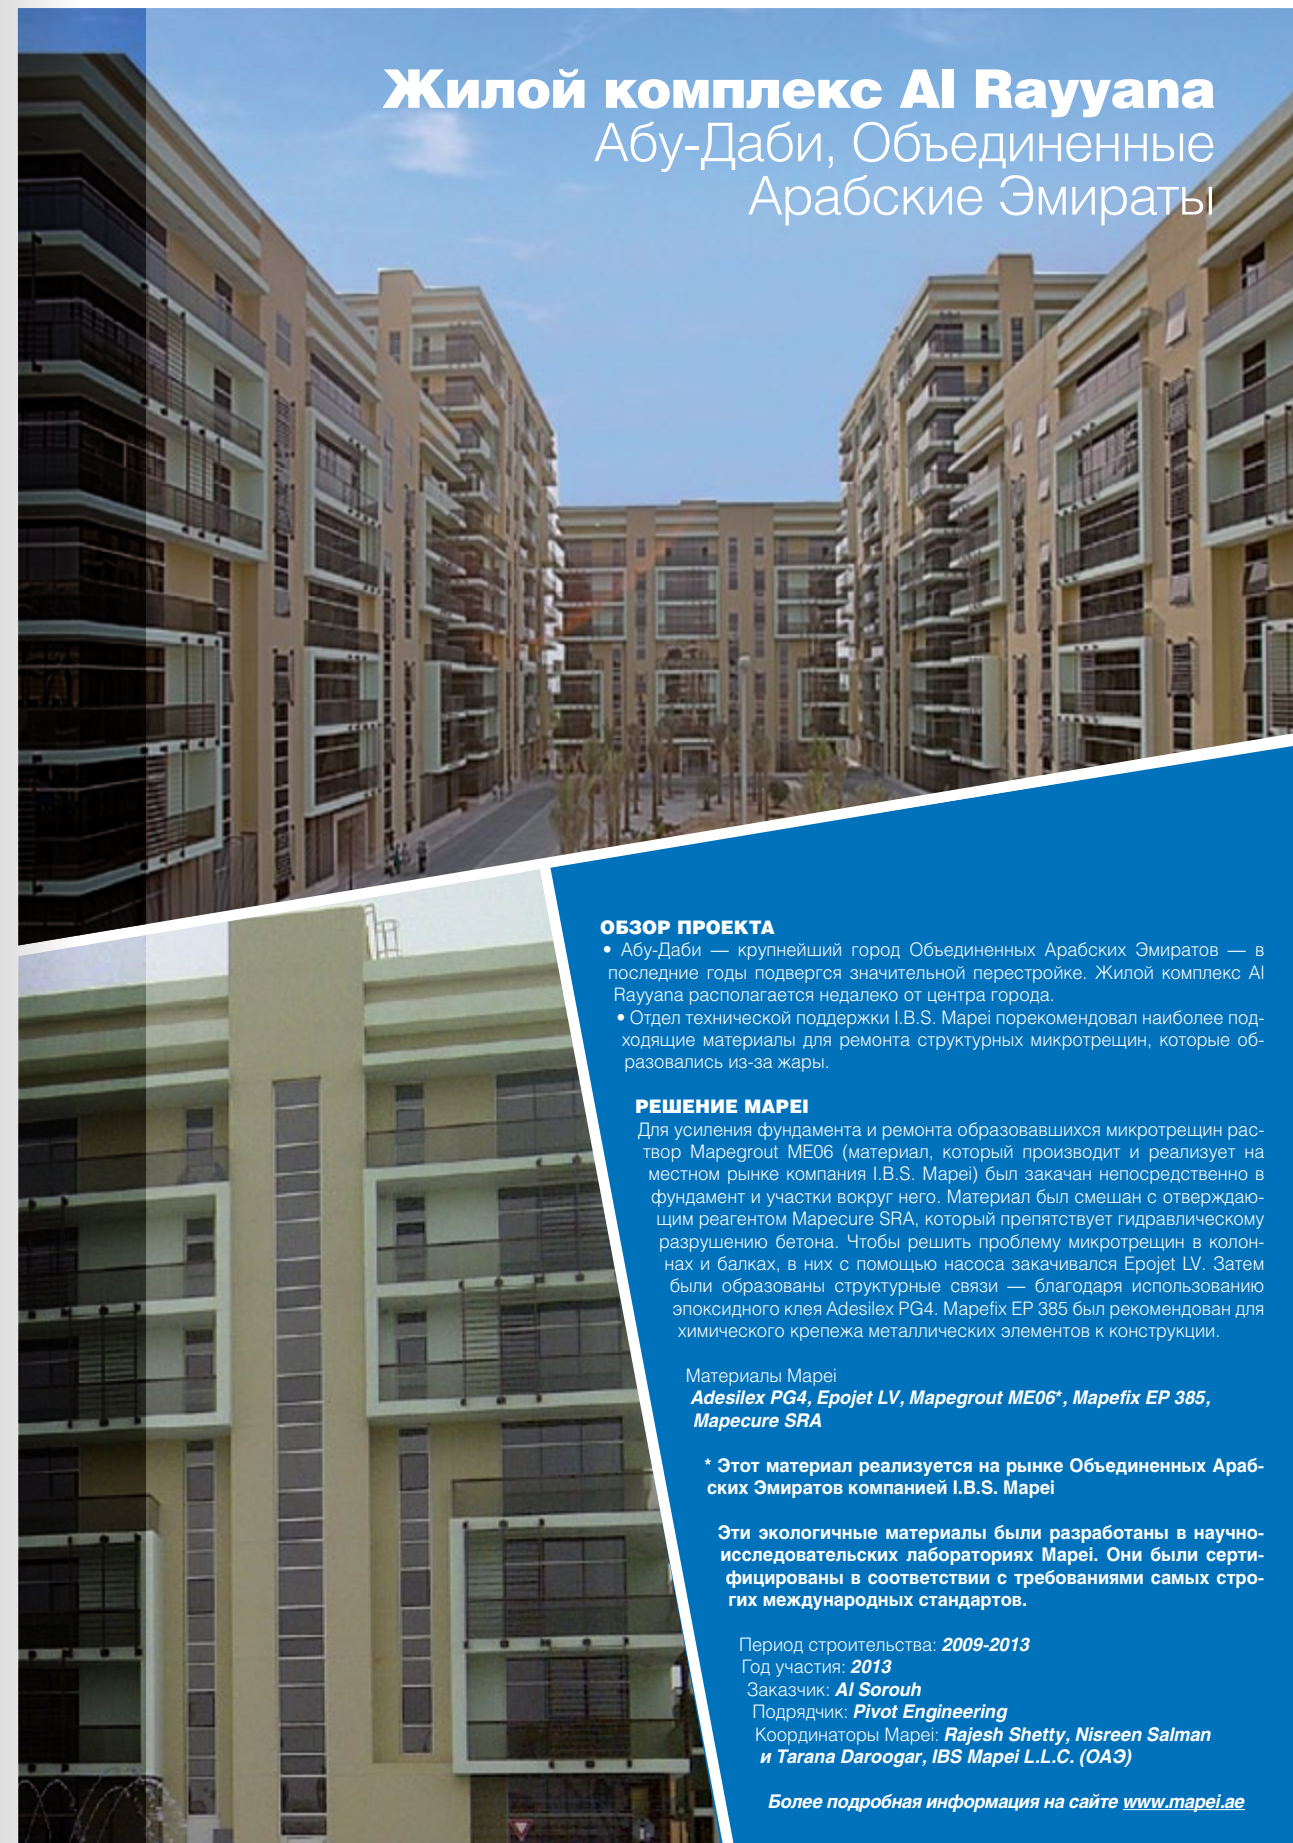 Жилой комплекс Al Rayyana
Абу-Даби, Объединенные
Арабские Эмираты
ОБЗОР ПРОЕКТА
• Абу-Даби — крупнейший город Объединенных Арабских Эмиратов — в
последние годы подвергся значительной перестройке. Жилой комплекс Al
Rayyana располагается недалеко от центра города.
• Отдел технической поддержки I.B.S. Mapei порекомендовал наиболее под-
ходящие материалы для ремонта структурных микротрещин, которые об-
разовались из-за жары.
РЕШЕНИЕ MAPEI
Для усиления фундамента и ремонта образовавшихся микротрещин рас-
твор Mapegrout ME06 (материал, который производит и реализует на
местном рынке компания I.B.S. Mapei) был закачан непосредственно в
фундамент и участки вокруг него. Материал был смешан с отверждаю-
щим реагентом Mapecure SRA, который препятствует гидравлическому
разрушению бетона. Чтобы решить проблему микротрещин в колон-
нах и балках, в них с помощью насоса закачивался Epojet LV. Затем
были образованы структурные связи — благодаря использованию
эпоксидного клея Adesilex PG4. Mapefix EP 385 был рекомендован для
химического крепежа металлических элементов к конструкции.
Материалы Mapei
Adesilex PG4, Epojet LV, Mapegrout ME06*, Mapefix EP 385,
Mapecure SRA
* Этот материал реализуется на рынке Объединенных Араб-
ских Эмиратов компанией I.B.S. Mapei
Эти экологичные материалы были разработаны в научно-
исследовательских лабораториях Mapei. Они были серти-
фицированы в соответствии с требованиями самых стро-
гих международных стандартов.
Период строительства: 2009-2013
Год участия: 2013
Заказчик: Al Sorouh
Подрядчик: Pivot Engineering
Координаторы Mapei: Rajesh Shetty, Nisreen Salman
и Tarana Daroogar, IBS Mapei L.L.C. (ОАЭ)
Более подробная информация на сайте www.mapei.ae